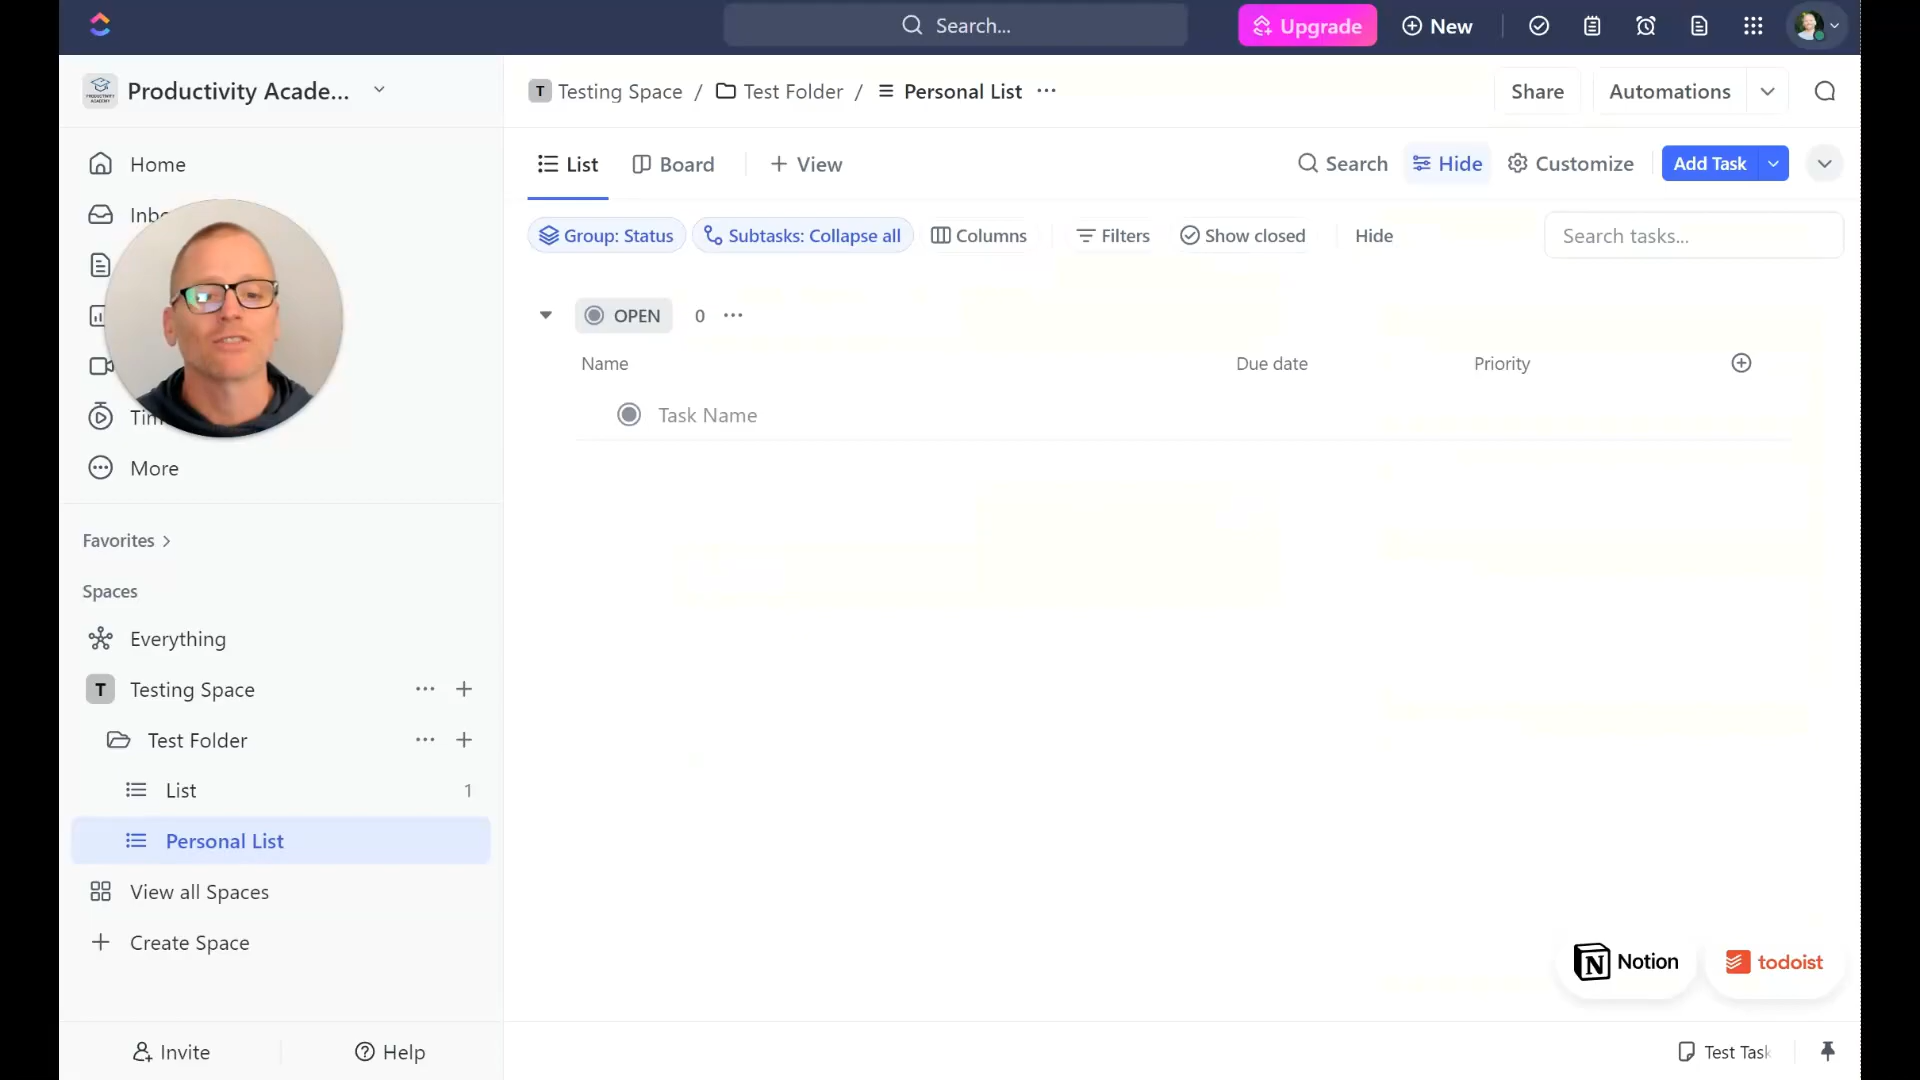 Search...
Upgrade
New
Productivity Acade...
Testing Space / Test Folder / Personal List
Share
Automations
Home
List
Board
View
Search
Hide
Customize
Add Task
Group: Status
Subtasks: Collapse all
Columns
Filters
Show closed
Hide
Search tasks...
OPEN
0
Name
Due date
Priority
Task Name
More
Favorites
Spaces
Everything
T
Testing Space
Test Folder
List
1
Personal List
View all Spaces
Create Space
Notion
todoist
Invite
Help
Test Task